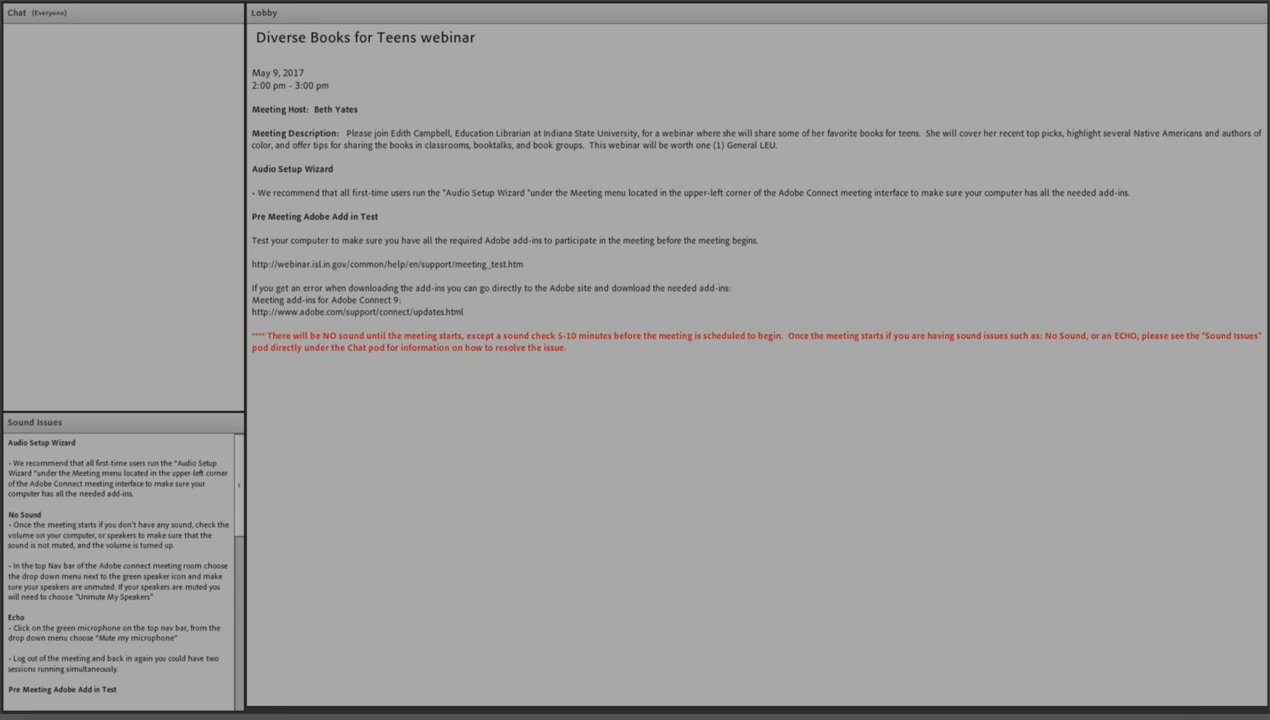 Chat (Everyone)
Lobby
Diverse Books for Teens webinar
May 9, 2017
2:00 pm - 3:00 pm
Meeting Host: Beth Yates
Meeting Description: Please join Edith Campbell, Education Librarian at Indiana State University, for a webinar where she will share some of her favorite books for teens. She will cover her recent top picks, highlight several Native Americans and authors of
color, and offer tips for sharing the books in classrooms, booktalks, and book groups. This webinar will be worth one (1) General LEU.
Audio Setup Wizard
• We recommend that all first-time users run the "Audio Setup Wizard "under the Meeting menu located in the upper-left corner of the Adobe Connect meeting interface to make sure your computer has all the needed add-ins.
Pre Meeting Adobe Add in Test
Test your computer to make sure you have all the required Adobe add-ins to participate in the meeting before the meeting begins.
http://webinar.isl.in.gov/common/help/en/support/meeting_test.htm
If you get an error when downloading the add-ins you can go directly to the Adobe site and download the needed add-ins:
Meeting add-ins for Adobe Connect 9:
http://www.adobe.com/support/connect/updates.html
**** There will be NO sound until the meeting starts, except a sound check 5-10 minutes before the meeting is scheduled to begin. Once the meeting starts if you are having sound issues such as: No Sound, or an ECHO, please see the "Sound Issues"
pod directly under the Chat pod for information on how to resolve the issue.
Sound Issues
Audio Setup Wizard
• We recommend that all first-time users run the "Audio Setup
Wizard "under the Meeting menu located in the upper-left corner
of the Adobe Connect meeting interface to make sure your
computer has all the needed add-ins.
No Sound
• Once the meeting starts if you don't have any sound, check the
volume on your computer, or speakers to make sure that the
sound is not muted, and the volume is turned up.
• In the top Nav bar of the Adobe connect meeting room choose
the drop down menu next to the green speaker icon and make
sure your speakers are unmuted. If your speakers are muted you
will need to choose "Unmute My Speakers"
Echo
• Click on the green microphone on the top nav bar, from the
drop down menu choose "Mute my microphone"
• Log out of the meeting and back in again you could have two
sessions running simultaneously.
Pre Meeting Adobe Add in Test